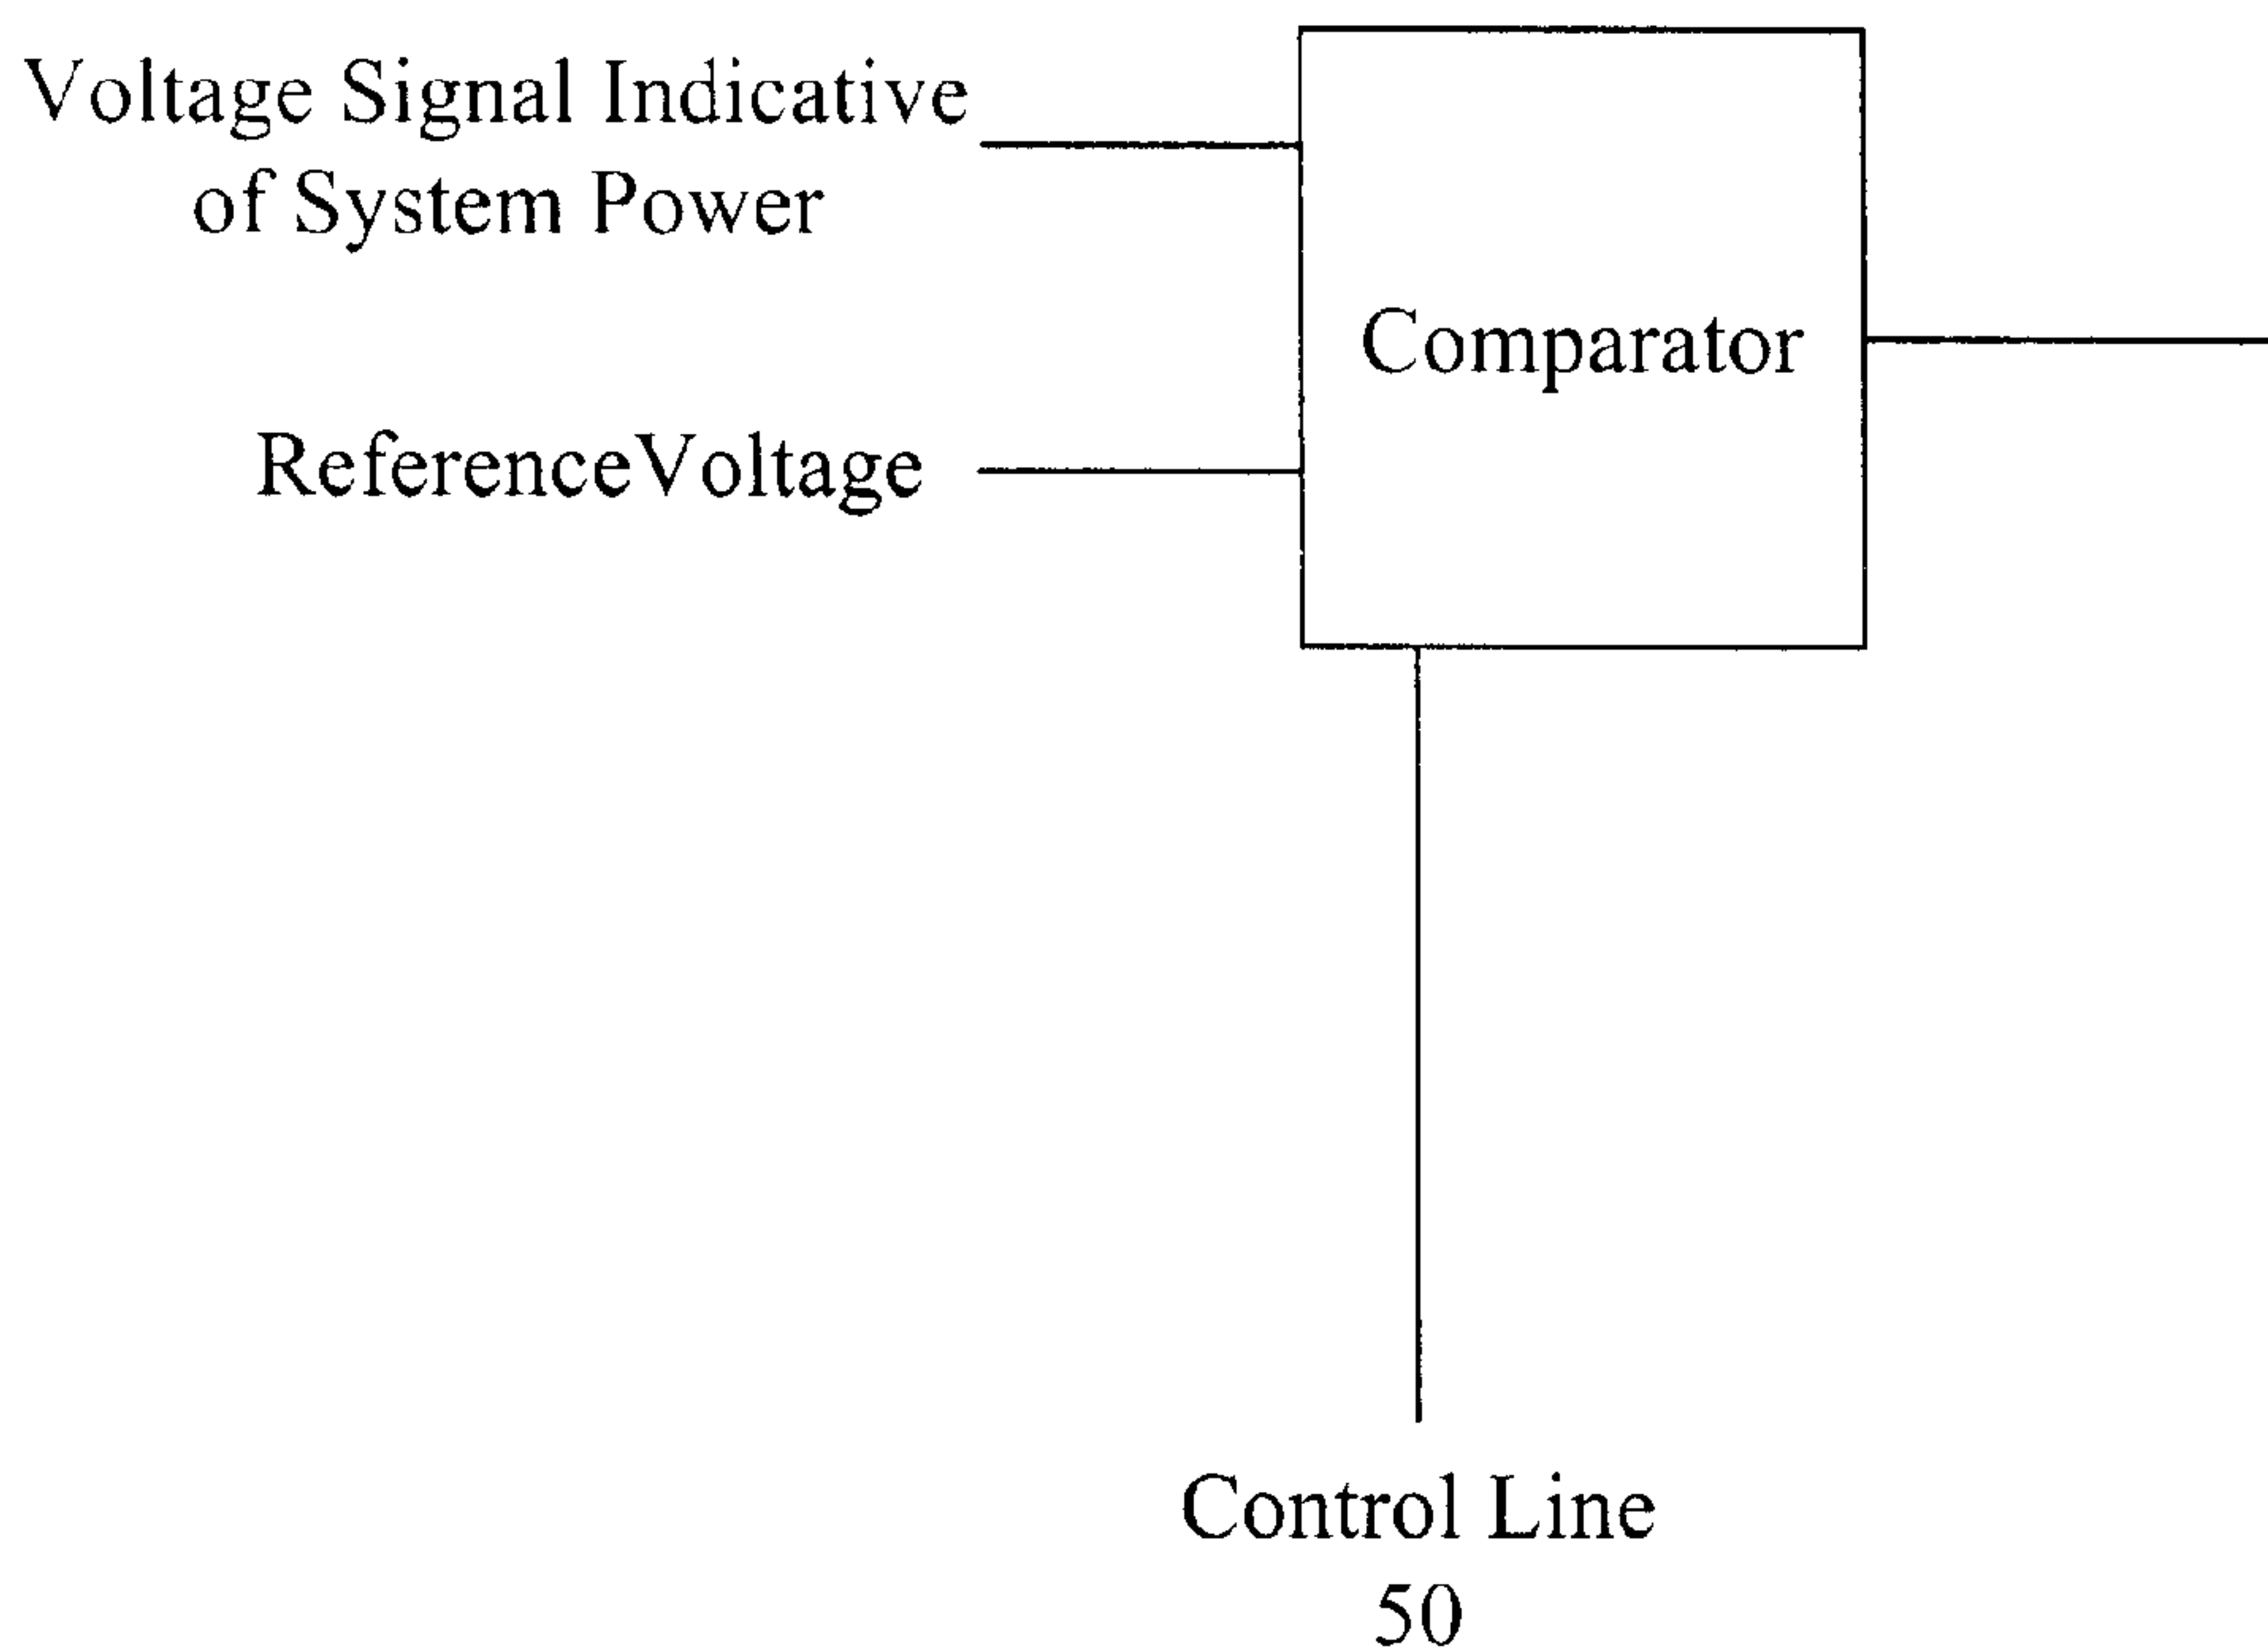 Voltage Signal Indicative
of System Power
Comparator
ReferenceVoltage
Control Line
50